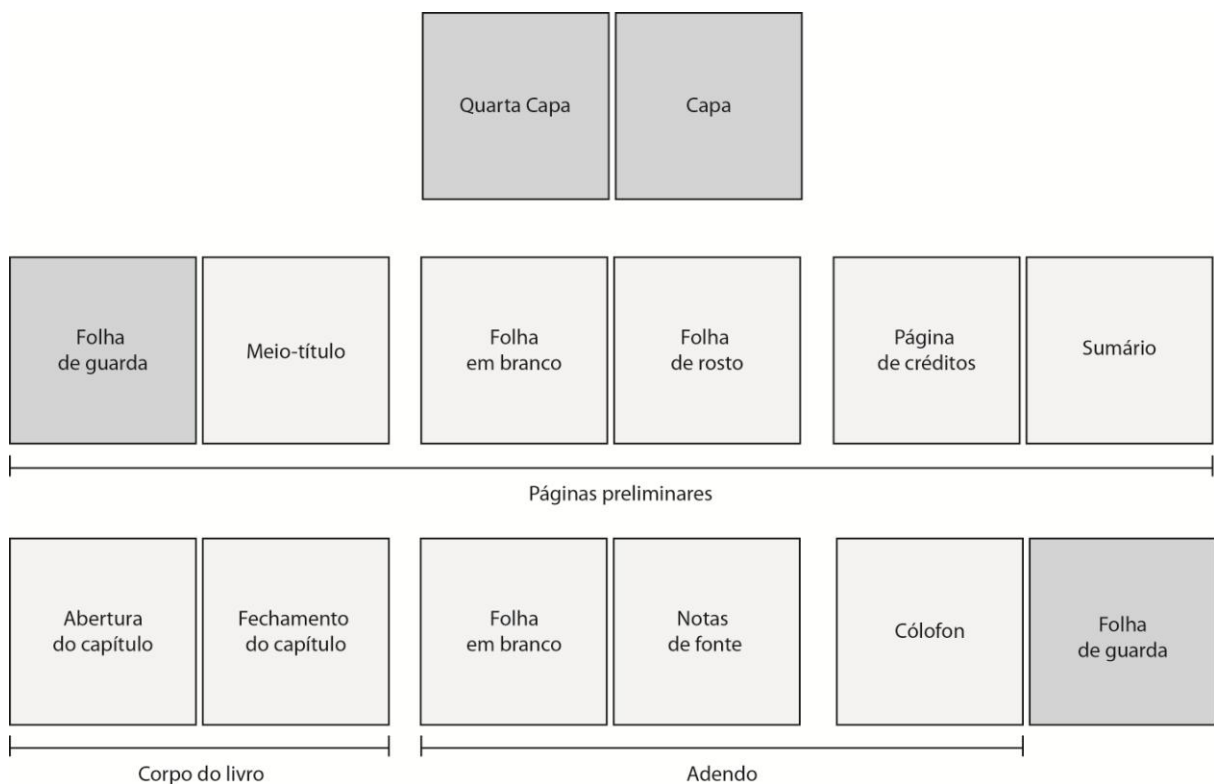 Quarta Capa
Capa
Folha
de guarda
Meio-título
Folha
em branco
Folha
de rosto
Página
de créditos
Sumário
Páginas preliminares
Abertura
do capítulo
Fechamento
do capítulo
Folha
em branco
Notas
de fonte
Cólofon
Folha
de guarda
Corpo do livro
Adendo